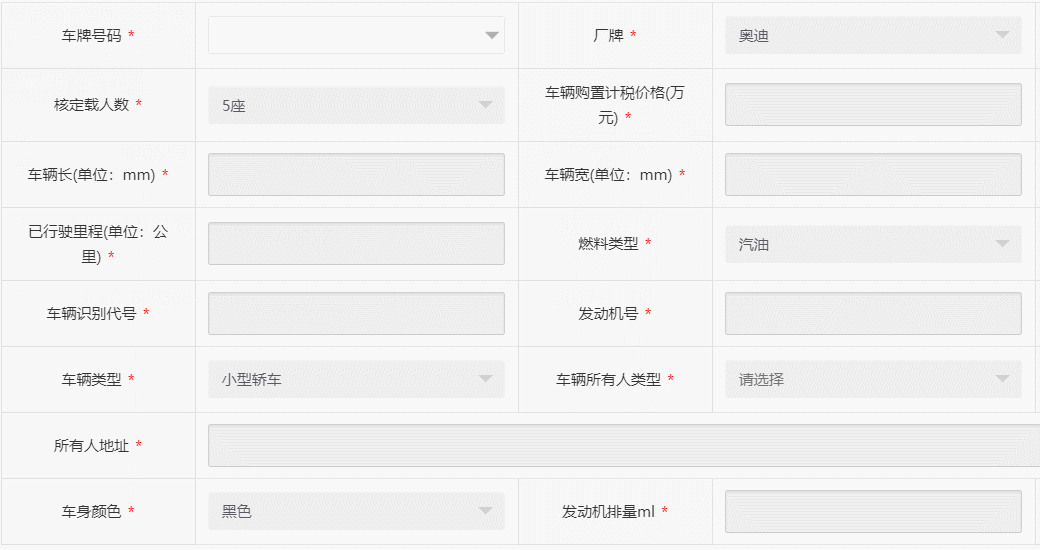 车牌号码 *
厂牌 *
奥迪
核定载人数 *
5座
车辆购置计税价格(万
元) *
车辆长(单位：mm) *
车辆宽(单位：mm) *
已行驶里程(单位：公
里) *
燃料类型 *
汽油
车辆识别代号 *
发动机号 *
车辆类型 *
小型轿车
车辆所有人类型 *
请选择
所有人地址 *
车身颜色 *
黑色
发动机排量ml *